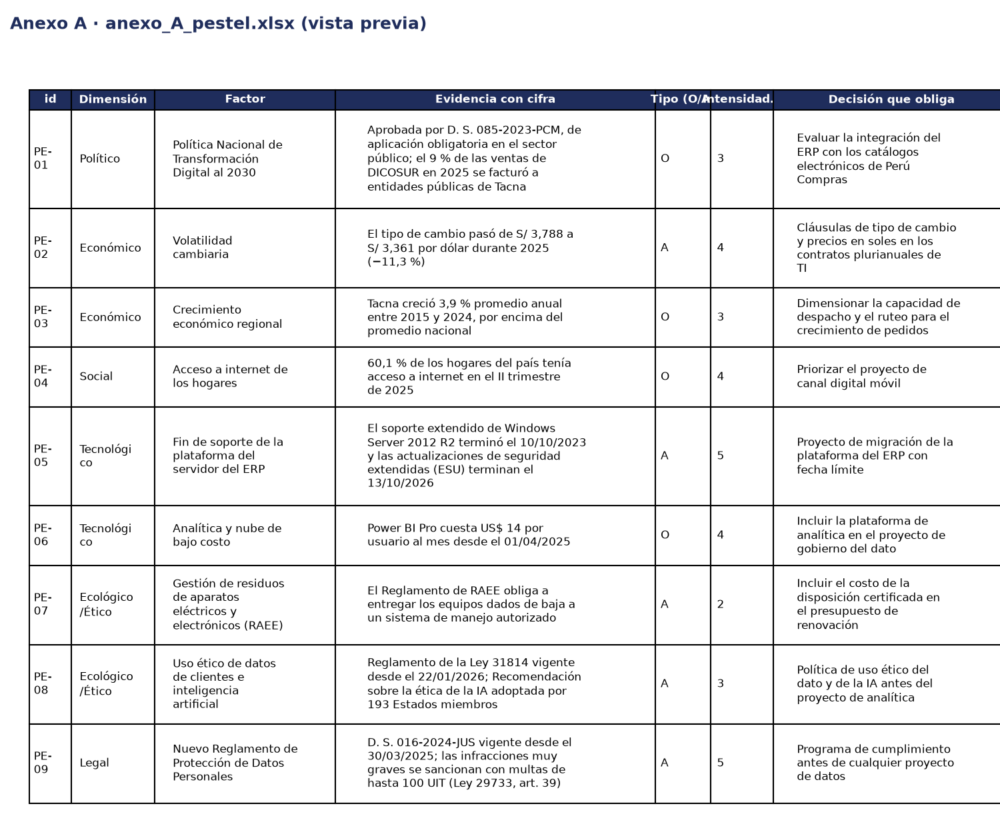 Anexo A · anexo_A_pestel.xlsx (vista previa)
id
Dimensión
Factor
Evidencia con cifra
Tipo (O/A
Intensidad.
Decisión que obliga
PE-
01
Político
Política Nacional de
Transformación
Digital al 2030
Aprobada por D. S. 085-2023-PCM, de
aplicación obligatoria en el sector
público; el 9 % de las ventas de
DICOSUR en 2025 se facturó a
entidades públicas de Tacna
O
3
Evaluar la integración del
ERP con los catálogos
electrónicos de Perú
Compras
PE-
02
Económico
Volatilidad
cambiaria
El tipo de cambio pasó de S/ 3,788 a
S/ 3,361 por dólar durante 2025
(−11,3 %)
A
4
Cláusulas de tipo de cambio
y precios en soles en los
contratos plurianuales de
TI
PE-
03
Económico
Crecimiento
económico regional
Tacna creció 3,9 % promedio anual
entre 2015 y 2024, por encima del
promedio nacional
O
3
Dimensionar la capacidad de
despacho y el ruteo para el
crecimiento de pedidos
PE-
04
Social
Acceso a internet de
los hogares
60,1 % de los hogares del país tenía
acceso a internet en el II trimestre
de 2025
O
4
Priorizar el proyecto de
canal digital móvil
PE-
05
Tecnológi
co
Fin de soporte de la
plataforma del
servidor del ERP
El soporte extendido de Windows
Server 2012 R2 terminó el 10/10/2023
y las actualizaciones de seguridad
extendidas (ESU) terminan el
13/10/2026
A
5
Proyecto de migración de la
plataforma del ERP con
fecha límite
PE-
06
Tecnológi
co
Analítica y nube de
bajo costo
Power BI Pro cuesta US$ 14 por
usuario al mes desde el 01/04/2025
O
4
Incluir la plataforma de
analítica en el proyecto de
gobierno del dato
PE-
07
Ecológico
/Ético
Gestión de residuos
de aparatos
eléctricos y
electrónicos (RAEE)
El Reglamento de RAEE obliga a
entregar los equipos dados de baja a
un sistema de manejo autorizado
A
2
Incluir el costo de la
disposición certificada en
el presupuesto de
renovación
PE-
08
Ecológico
/Ético
Uso ético de datos
de clientes e
inteligencia
artificial
Reglamento de la Ley 31814 vigente
desde el 22/01/2026; Recomendación
sobre la ética de la IA adoptada por
193 Estados miembros
A
3
Política de uso ético del
dato y de la IA antes del
proyecto de analítica
PE-
09
Legal
Nuevo Reglamento de
Protección de Datos
Personales
D. S. 016-2024-JUS vigente desde el
30/03/2025; las infracciones muy
graves se sancionan con multas de
hasta 100 UIT (Ley 29733, art. 39)
A
5
Programa de cumplimiento
antes de cualquier proyecto
de datos